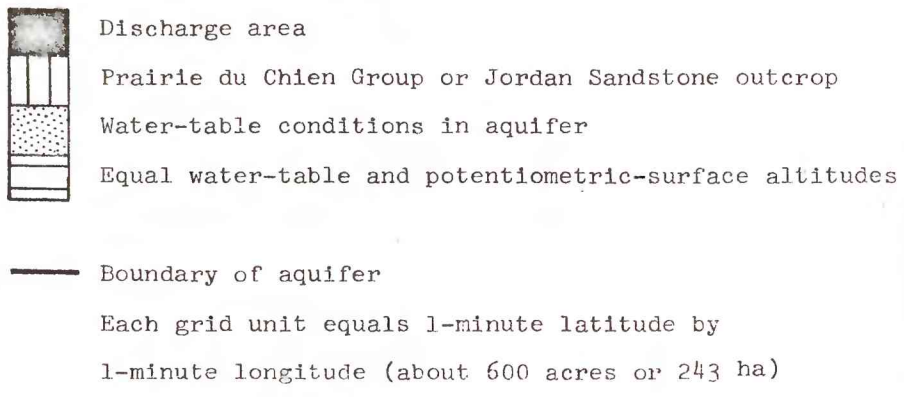 Discharge area
Prairie du Chien Group or Jordan Sandstone outcrop
Water-table conditions in aquifer
Equal water-table and potentiometric-surface altitudes
Boundary of aquifer
Each grid unit equals 1-minute latitude by
1-minute longitude (about 600 acres or 243 ha)